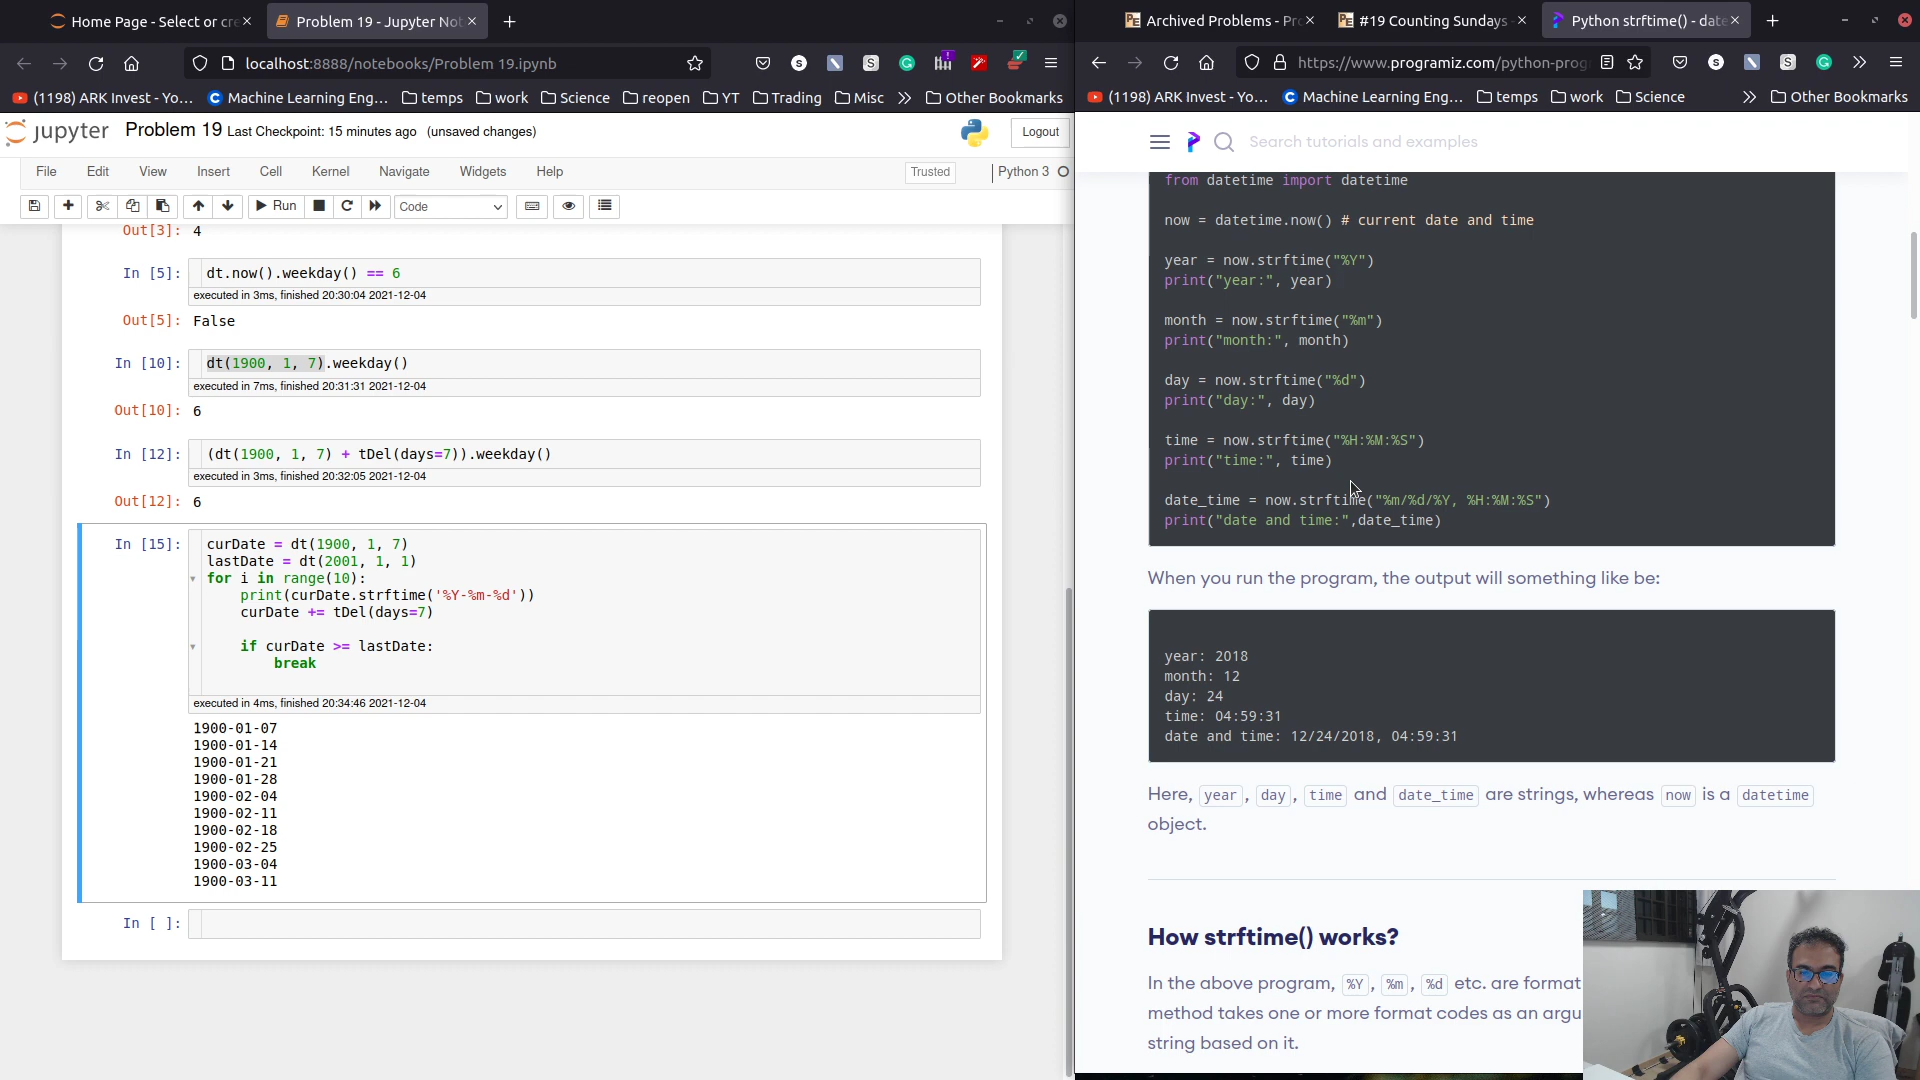 Home Page - Select or cre
Problem 19 - Jupyter Not
localhost:8888/notebooks/Problem 19.ipynb
(1198) ARK Invest - Yo...
Machine Learning Eng...
temps
work
Science
reopen
YT
Trading
Misc
Other Bookmarks
jupyter
Problem 19 Last Checkpoint: 15 minutes ago (unsaved changes)
Logout
File
Edit
View
Insert
Cell
Kernel
Navigate
Widgets
Help
Trusted
Python 3
Run
Code
Out[3]: 4
In [5]: dt.now().weekday() == 6
executed in 3ms, finished 20:30:04 2021-12-04
Out[5]: False
In [10]: dt(1900, 1, 7).weekday()
executed in 7ms, finished 20:31:31 2021-12-04
Out[10]: 6
In [12]: (dt(1900, 1, 7) + tDel(days=7)).weekday()
executed in 3ms, finished 20:32:05 2021-12-04
Out[12]: 6
In [15]: curDate = dt(1900, 1, 7)
lastDate = dt(2001, 1, 1)
for i in range(10):
print(curDate.strftime('%Y-%m-%d'))
curDate += tDel(days=7)
if curDate >= lastDate:
break
executed in 4ms, finished 20:34:46 2021-12-04
1900-01-07
1900-01-14
1900-01-21
1900-01-28
1900-02-04
1900-02-11
1900-02-18
1900-02-25
1900-03-04
1900-03-11
In [ ]:
Archived Problems - Pro
#19 Counting Sundays -
Python strftime() - date
https://www.programiz.com/python-prog
(1198) ARK Invest - Yo...
Machine Learning Eng...
temps
work
Science
Other Bookmarks
Search tutorials and examples
from datetime import datetime
now = datetime.now() # current date and time
year = now.strftime("%Y")
print("year:", year)
month = now.strftime("%m")
print("month:", month)
day = now.strftime("%d")
print("day:", day)
time = now.strftime("%H:%M:%S")
print("time:", time)
date_time = now.strftime("%m/%d/%Y, %H:%M:%S")
print("date and time:",date_time)
When you run the program, the output will something like be:
year: 2018
month: 12
day: 24
time: 04:59:31
date and time: 12/24/2018, 04:59:31
Here, year, day, time and date_time are strings, whereas now is a datetime
object.
How strftime() works?
In the above program, %Y, %m, %d etc. are format
method takes one or more format codes as an argu
string based on it.